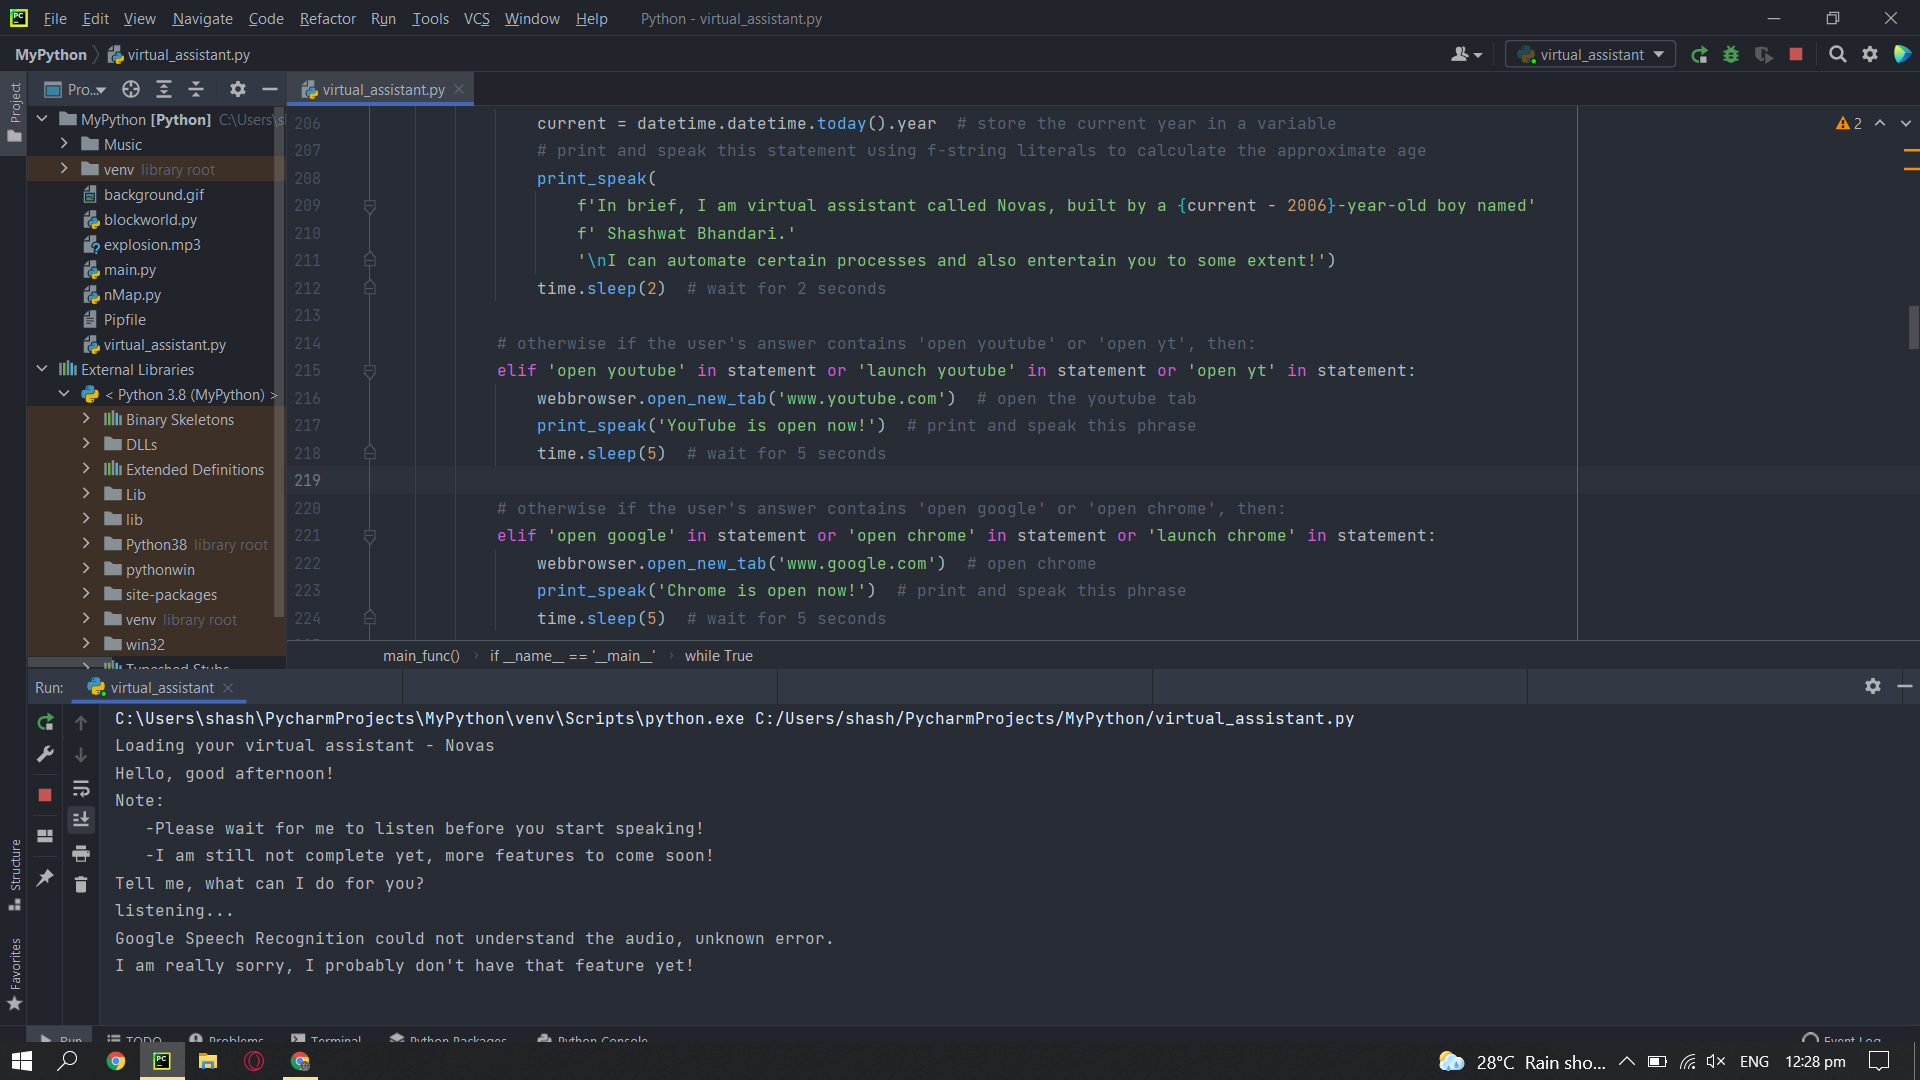 File Edit View Navigate Code Refactor Run Tools VCS Window Help Python - virtual_assistant.py
MyPython virtual_assistant.py virtual_assistant
Project
Pro... virtual_assistant.py
MyPython [Python] C:\Users\s
Music
venv library root
background.gif
blockworld.py
explosion.mp3
main.py
nMap.py
Pipfile
virtual_assistant.py
External Libraries
< Python 3.8 (MyPython) >
Binary Skeletons
DLLs
Extended Definitions
Lib
lib
Python38 library root
pythonwin
site-packages
venv library root
win32
Typeshed Stubs
2
206 current = datetime.datetime.today().year # store the current year in a variable
207 # print and speak this statement using f-string literals to calculate the approximate age
208 print_speak(
209 f'In brief, I am virtual assistant called Novas, built by a {current - 2006}-year-old boy named'
210 f' Shashwat Bhandari.'
211 '\nI can automate certain processes and also entertain you to some extent!')
212 time.sleep(2) # wait for 2 seconds
213
214 # otherwise if the user's answer contains 'open youtube' or 'open yt', then:
215 elif 'open youtube' in statement or 'launch youtube' in statement or 'open yt' in statement:
216 webbrowser.open_new_tab('www.youtube.com') # open the youtube tab
217 print_speak('YouTube is open now!') # print and speak this phrase
218 time.sleep(5) # wait for 5 seconds
219
220 # otherwise if the user's answer contains 'open google' or 'open chrome', then:
221 elif 'open google' in statement or 'open chrome' in statement or 'launch chrome' in statement:
222 webbrowser.open_new_tab('www.google.com') # open chrome
223 print_speak('Chrome is open now!') # print and speak this phrase
224 time.sleep(5) # wait for 5 seconds
main_func() if __name__ == '__main__' while True
Run: virtual_assistant
C:\Users\shash\PycharmProjects\MyPython\venv\Scripts\python.exe C:/Users/shash/PycharmProjects/MyPython/virtual_assistant.py
Loading your virtual assistant - Novas
Hello, good afternoon!
Note:
-Please wait for me to listen before you start speaking!
-I am still not complete yet, more features to come soon!
Tell me, what can I do for you?
listening...
Google Speech Recognition could not understand the audio, unknown error.
I am really sorry, I probably don't have that feature yet!
Structure
Favorites
Run TODO Problems Terminal Python Packages Python Console Event Log
28°C Rain sho... ENG 12:28 pm